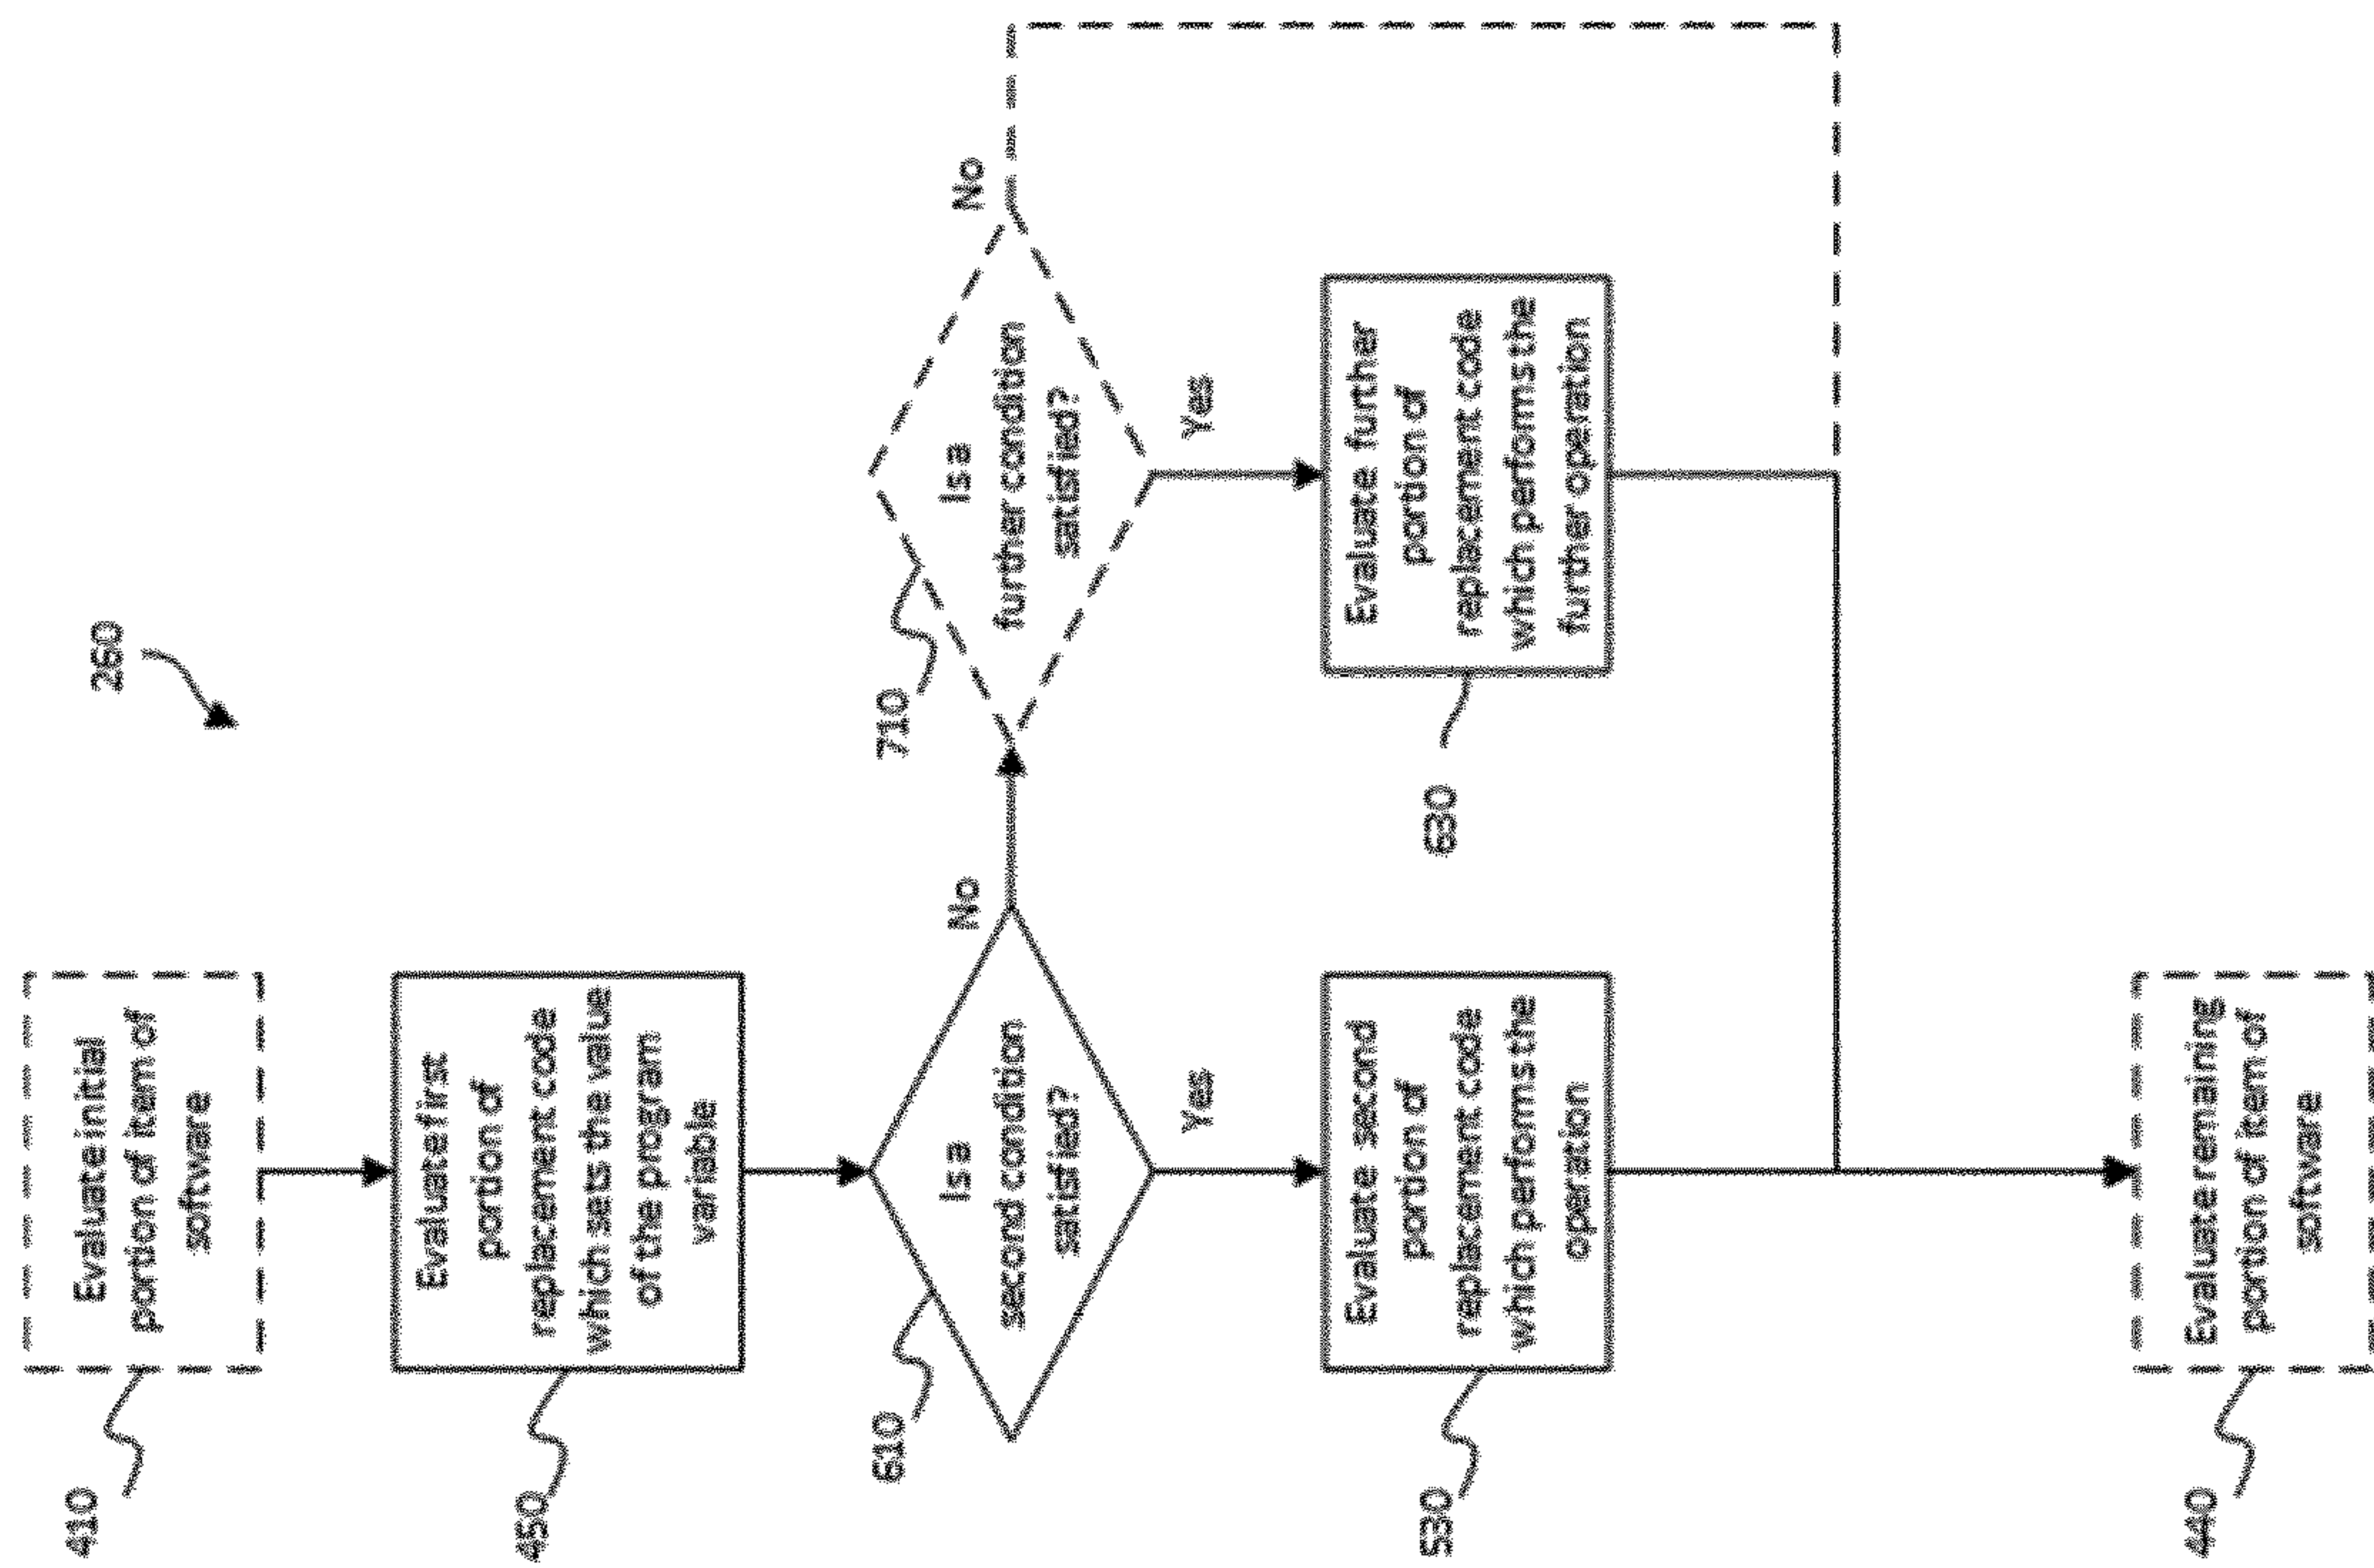 260
410
Evaluate initial
portion of item of
software
450
Evaluate first
portion of
replacement code
which sets the value
of the program
variable
610
Is a
second condition
satisfied?
No
Yes
710
Is a
further condition
satisfied?
No
Yes
530
Evaluate second
portion of
replacement code
which performs the
operation
630
Evaluate further
portion of
replacement code
which performs the
further operation
440
Evaluate remaining
portion of item of
software